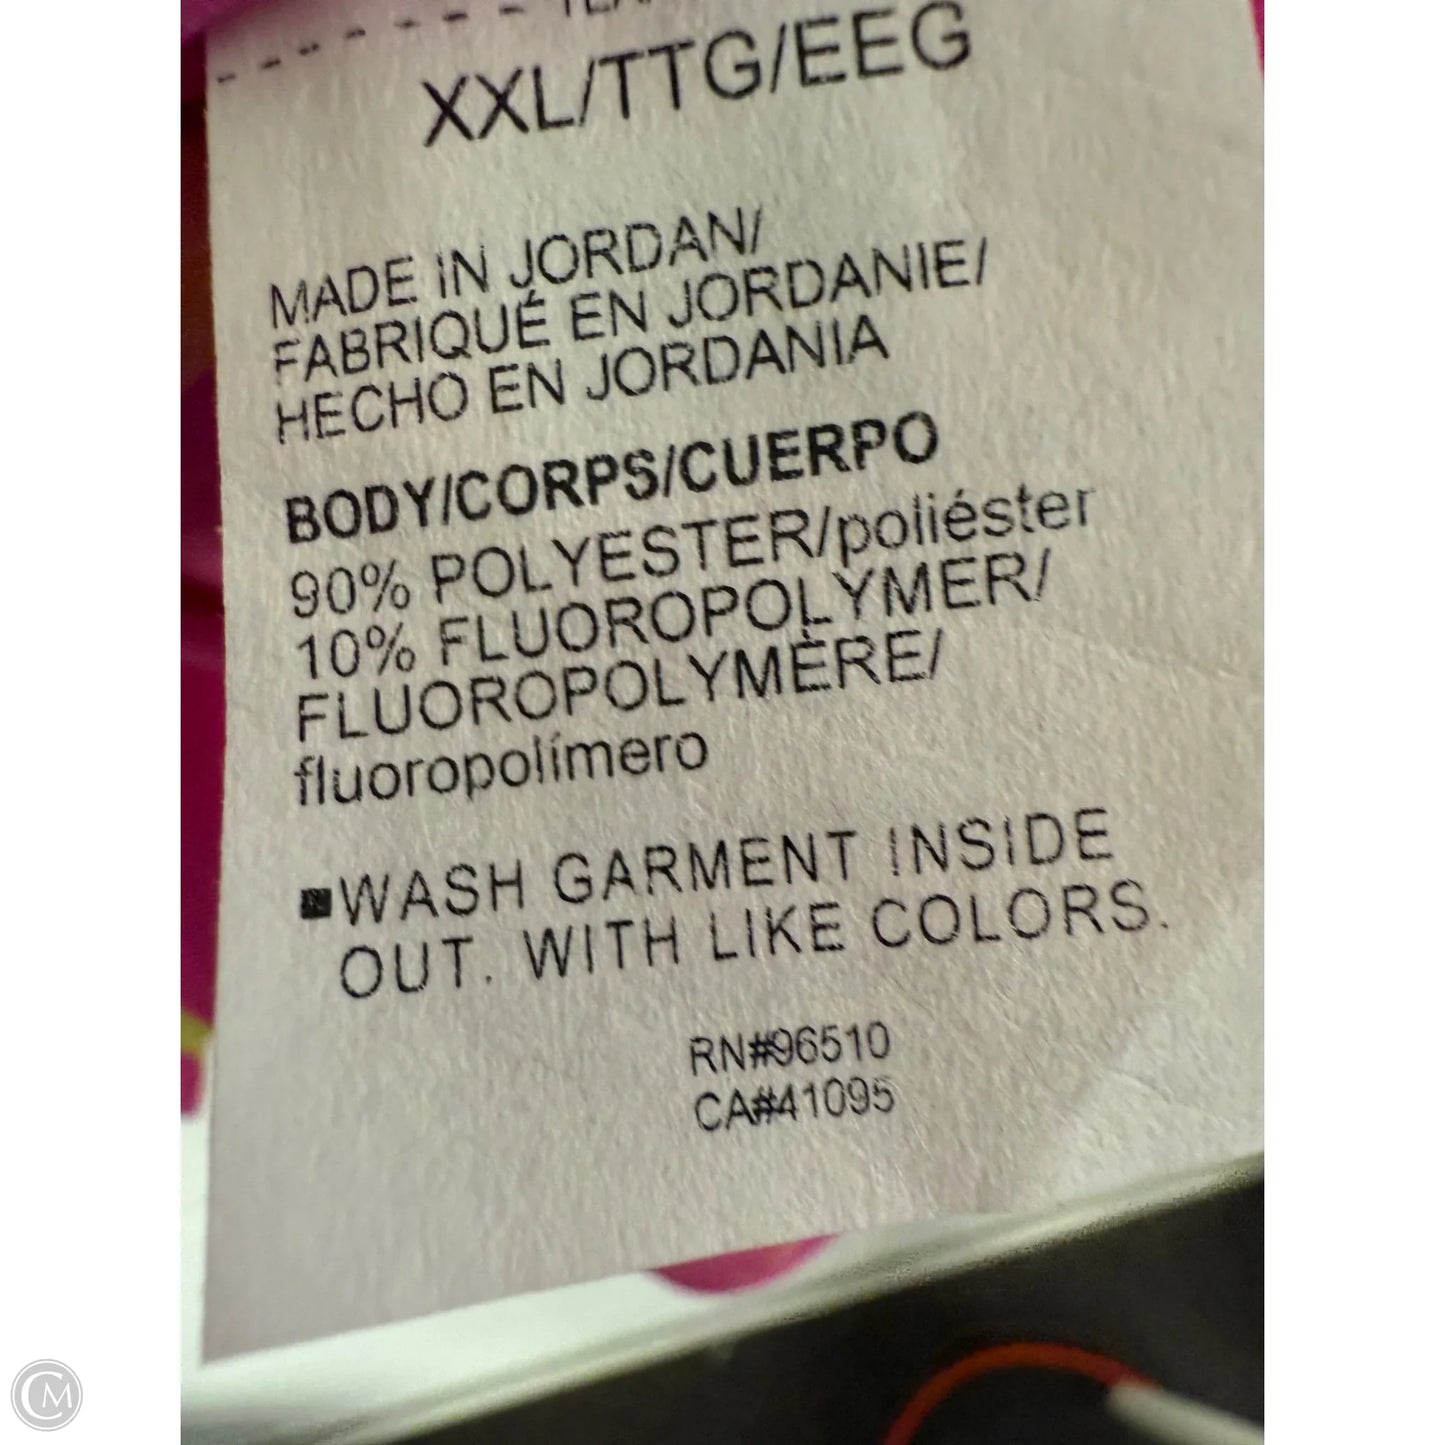 XXL/TTG/EEG
MADE IN JORDAN/
FABRIQUÉ EN JORDANIE/
HECHO EN JORDANIA
BODY/CORPS/CUERPO
90% POLYESTER/poliéster
10% FLUOROPOLYMER/
FLUOROPOLYMÈRE/
fluoropolímero
■WASH GARMENT INSIDE
OUT. WITH LIKE COLORS.
RN#96510
CA#41095
CM